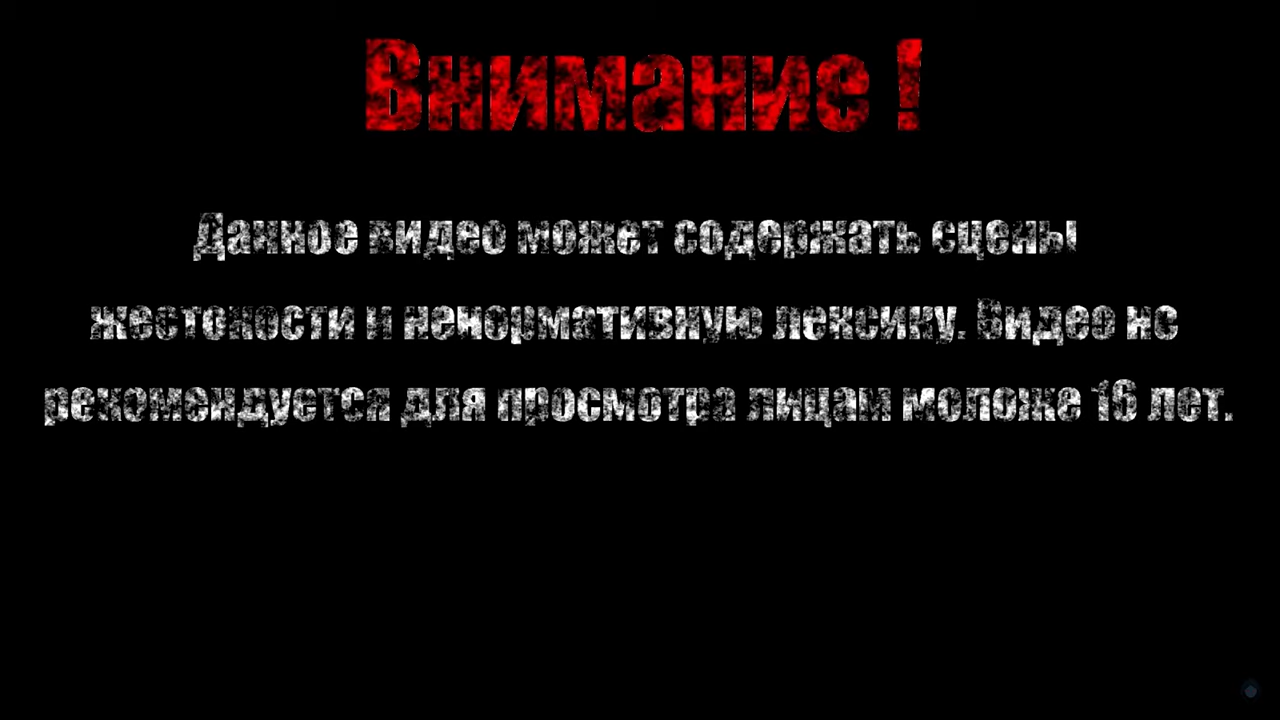 Внимание !
Данное видео может содержать сцены
жестокости и ненормативную лексику. Видео не
рекомендуется для просмотра лицам моложе 16 лет.